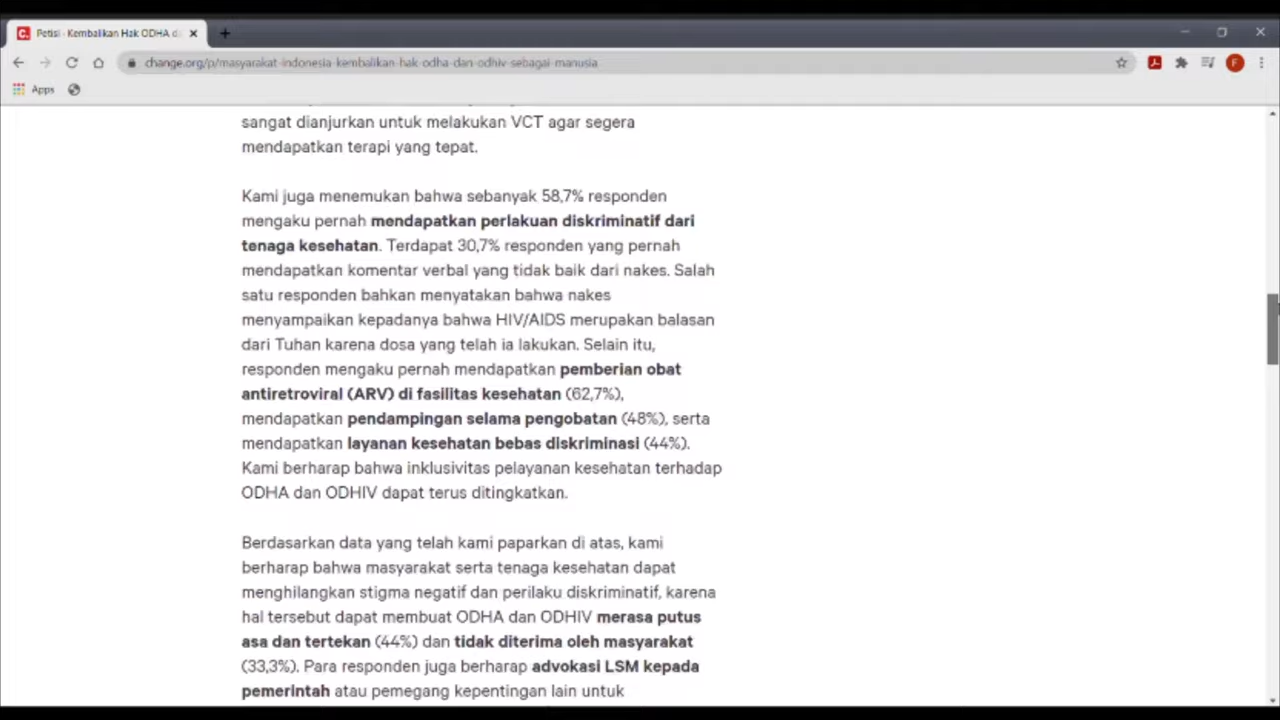 Petisi · Kembalikan Hak ODHA d
change.org/p/masyarakat-indonesia-kembalikan-hak-odha-dan-odhiv-sebagai-manusia
F
Apps
sangat dianjurkan untuk melakukan VCT agar segera
mendapatkan terapi yang tepat.
Kami juga menemukan bahwa sebanyak 58,7% responden
mengaku pernah mendapatkan perlakuan diskriminatif dari
tenaga kesehatan. Terdapat 30,7% responden yang pernah
mendapatkan komentar verbal yang tidak baik dari nakes. Salah
satu responden bahkan menyatakan bahwa nakes
menyampaikan kepadanya bahwa HIV/AIDS merupakan balasan
dari Tuhan karena dosa yang telah ia lakukan. Selain itu,
responden mengaku pernah mendapatkan pemberian obat
antiretroviral (ARV) di fasilitas kesehatan (62,7%),
mendapatkan pendampingan selama pengobatan (48%), serta
mendapatkan layanan kesehatan bebas diskriminasi (44%).
Kami berharap bahwa inklusivitas pelayanan kesehatan terhadap
ODHA dan ODHIV dapat terus ditingkatkan.
Berdasarkan data yang telah kami paparkan di atas, kami
berharap bahwa masyarakat serta tenaga kesehatan dapat
menghilangkan stigma negatif dan perilaku diskriminatif, karena
hal tersebut dapat membuat ODHA dan ODHIV merasa putus
asa dan tertekan (44%) dan tidak diterima oleh masyarakat
(33,3%). Para responden juga berharap advokasi LSM kepada
pemerintah atau pemegang kepentingan lain untuk